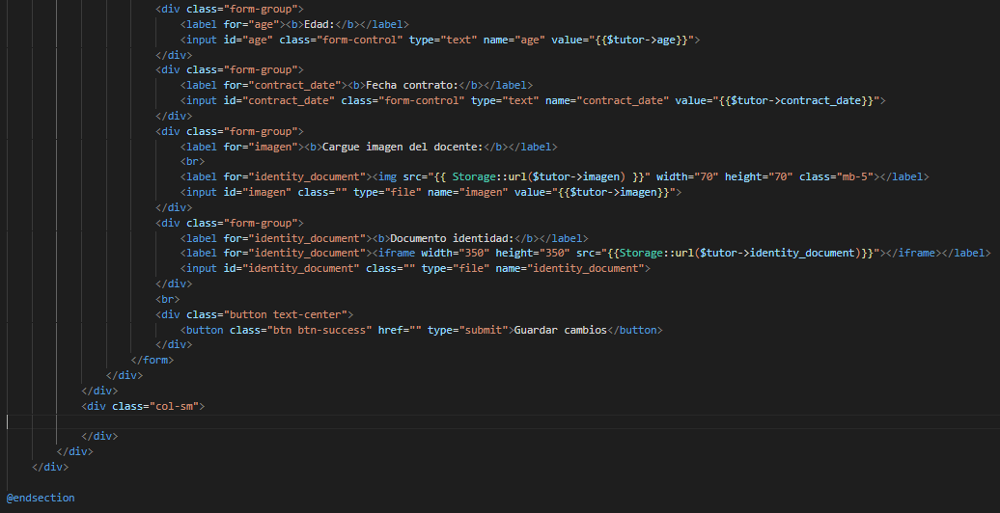 <div class="form-group">
<label for="age"><b>Edad:</b></label>
<input id="age" class="form-control" type="text" name="age" value="{{$tutor->age}}">
</div>
<div class="form-group">
<label for="contract_date"><b>Fecha contrato:</b></label>
<input id="contract_date" class="form-control" type="text" name="contract_date" value="{{$tutor->contract_date}}">
</div>
<div class="form-group">
<label for="imagen"><b>Cargue imagen del docente:</b></label>
<br>
<label for="identity_document"><img src="{{ Storage::url($tutor->imagen) }}" width="70" height="70" class="mb-5"></label>
<input id="imagen" class="" type="file" name="imagen" value="{{$tutor->imagen}}">
</div>
<div class="form-group">
<label for="identity_document"><b>Documento identidad:</b></label>
<label for="identity_document"><iframe width="350" height="350" src="{{Storage::url($tutor->identity_document)}}"></iframe></label>
<input id="identity_document" class="" type="file" name="identity_document">
</div>
<br>
<div class="button text-center">
<button class="btn btn-success" href="" type="submit">Guardar cambios</button>
</div>
</form>
</div>
</div>
<div class="col-sm">
</div>
</div>
</div>
@endsection